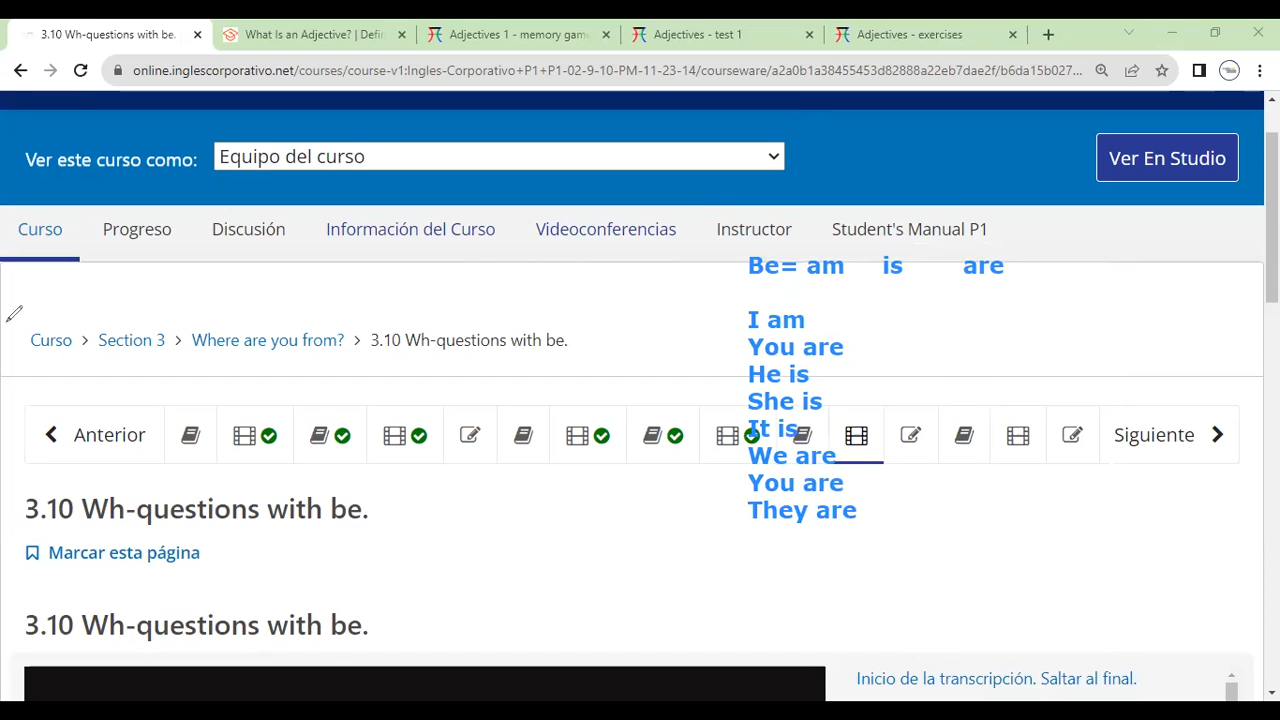 3.10 Wh-questions with be.
What Is an Adjective? | Defin
Adjectives 1 - memory game
Adjectives - test 1
Adjectives - exercises
online.inglescorporativo.net/courses/course-v1:Ingles-Corporativo+P1+P1-02-9-10-PM-11-23-14/courseware/a2a0b1a38455453d82888a22eb7dae2f/b6da15b027...
Ver este curso como:
Equipo del curso
Ver En Studio
Curso Progreso Discusión Información del Curso Videoconferencias Instructor Student's Manual P1
Be= am is are
I am
You are
He is
She is
It is
We are
You are
They are
Curso > Section 3 > Where are you from? > 3.10 Wh-questions with be.
Anterior
Siguiente
3.10 Wh-questions with be.
Marcar esta página
3.10 Wh-questions with be.
Inicio de la transcripción. Saltar al final.